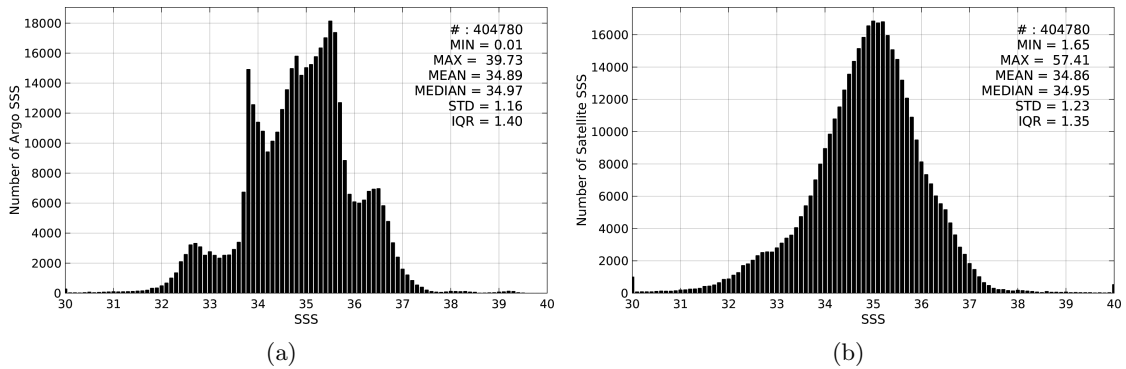 18000
16000
14000
12000
10000
8000
6000
4000
2000
0
Number of Argo SSS
# : 404780
MIN = 0.01
MAX = 39.73
MEAN = 34.89
MEDIAN = 34.97
STD = 1.16
IQR = 1.40
30 31 32 33 34 35 36 37 38 39 40
SSS
(a)
16000
14000
12000
10000
8000
6000
4000
2000
0
Number of Satellite SSS
# : 404780
MIN = 1.65
MAX = 57.41
MEAN = 34.86
MEDIAN = 34.95
STD = 1.23
IQR = 1.35
30 31 32 33 34 35 36 37 38 39 40
SSS
(b)